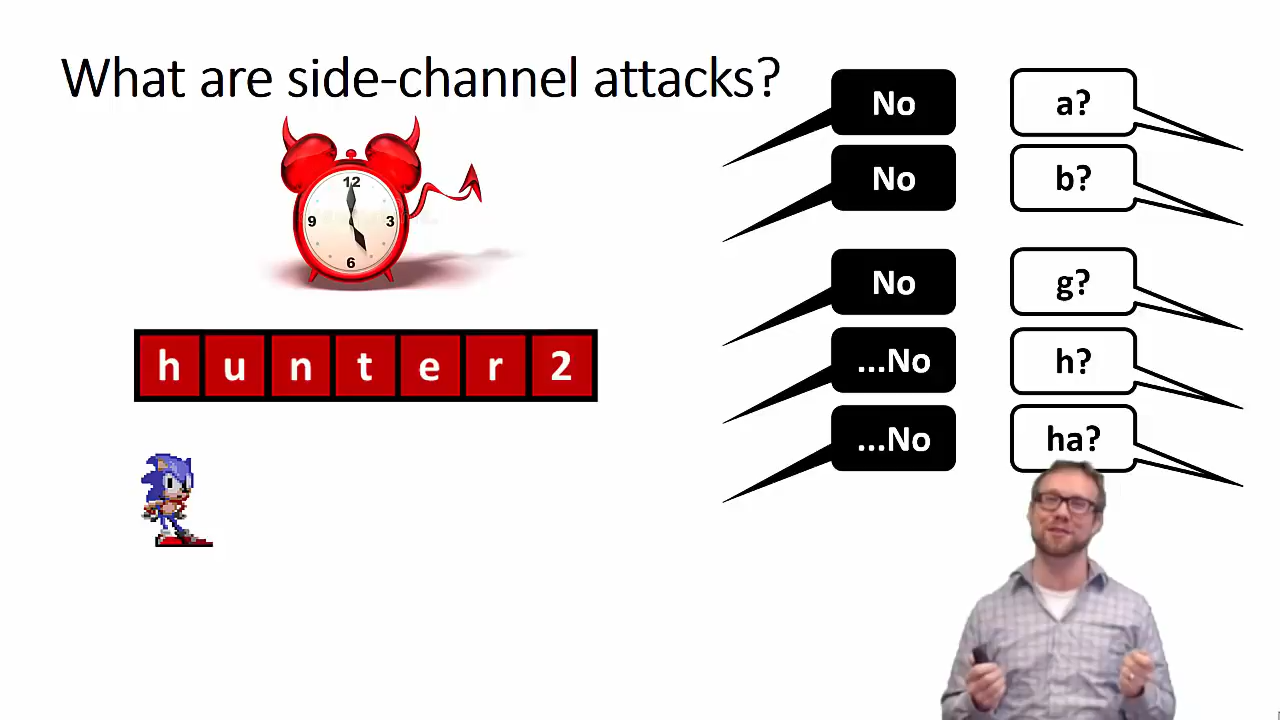 What are side-channel attacks?
No a?
No b?
No g?
...No h?
...No ha?
12
9 3
6
h u n t e r 2